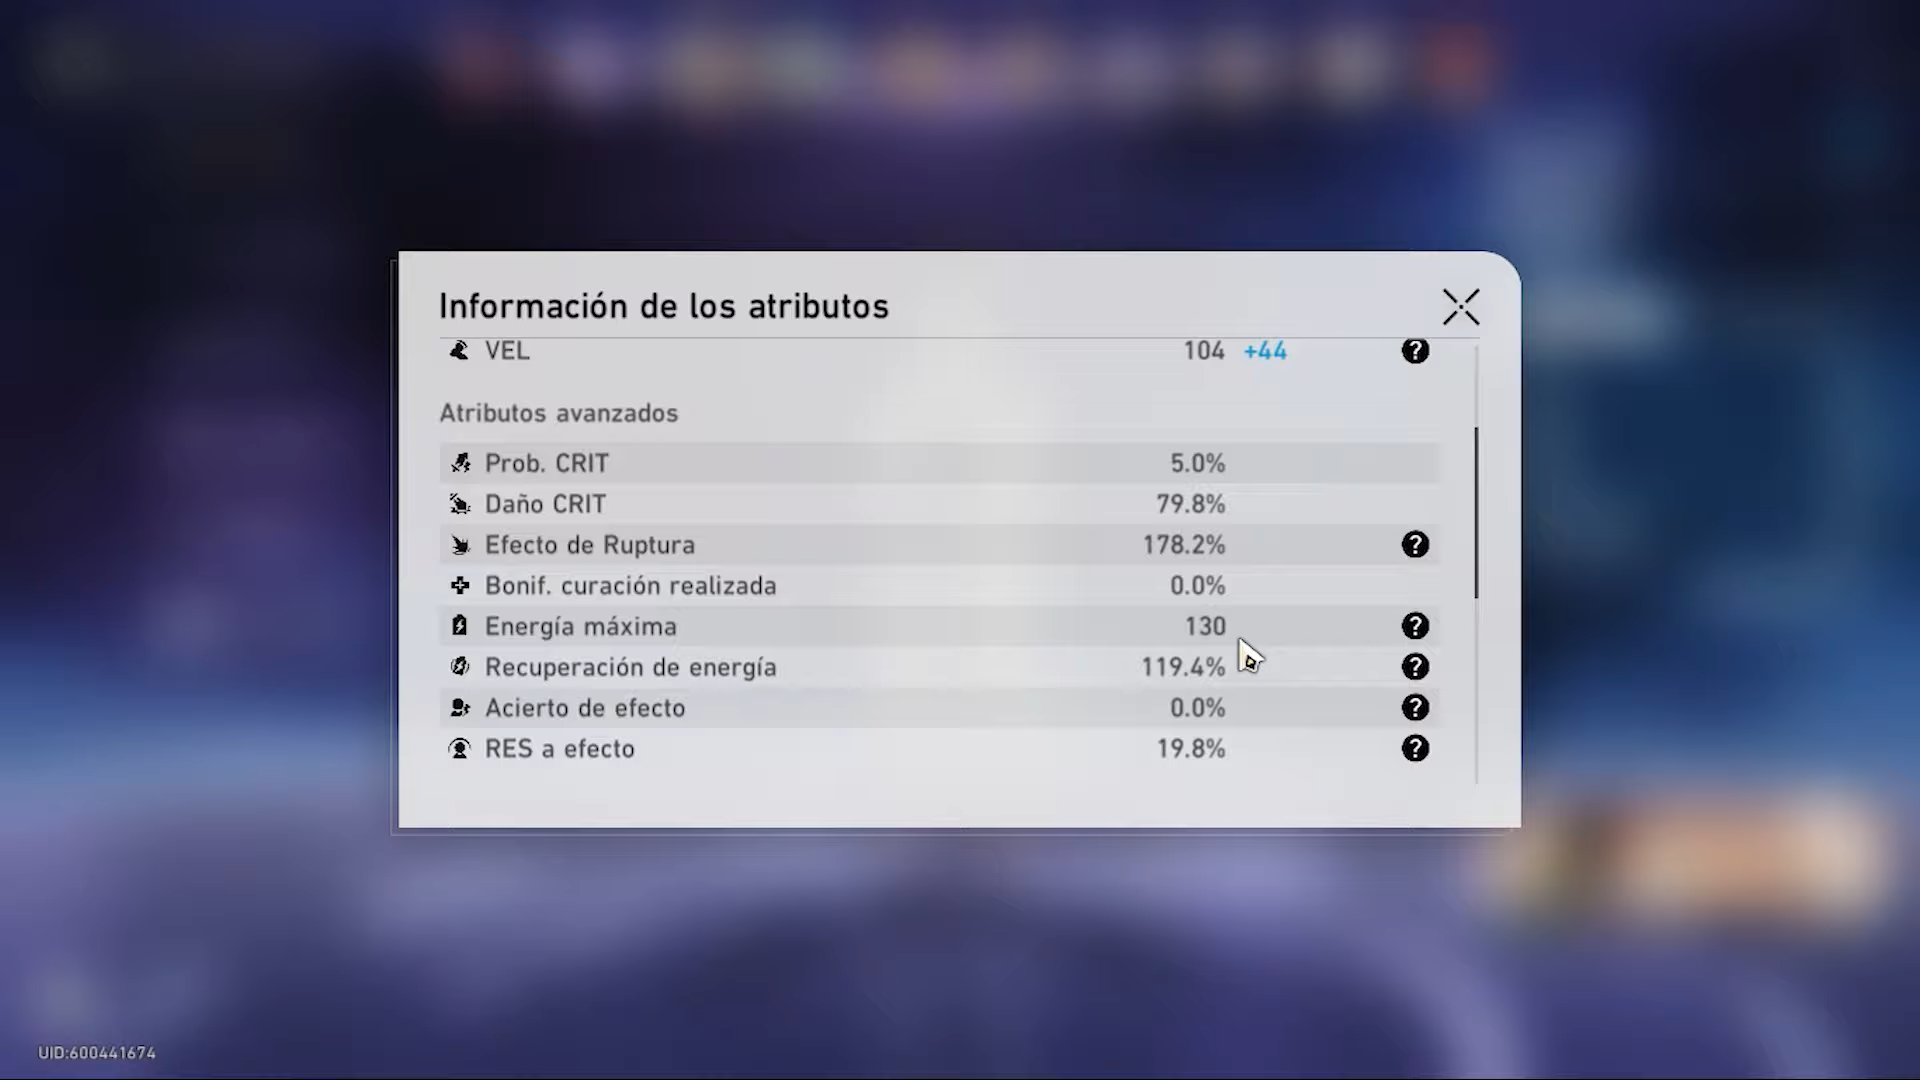 Información de los atributos
VEL 104 +44 ?
Atributos avanzados
Prob. CRIT 5.0%
Daño CRIT 79.8%
Efecto de Ruptura 178.2% ?
Bonif. curación realizada 0.0%
Energía máxima 130 ?
Recuperación de energía 119.4% ?
Acierto de efecto 0.0% ?
RES a efecto 19.8% ?
UID:600441674